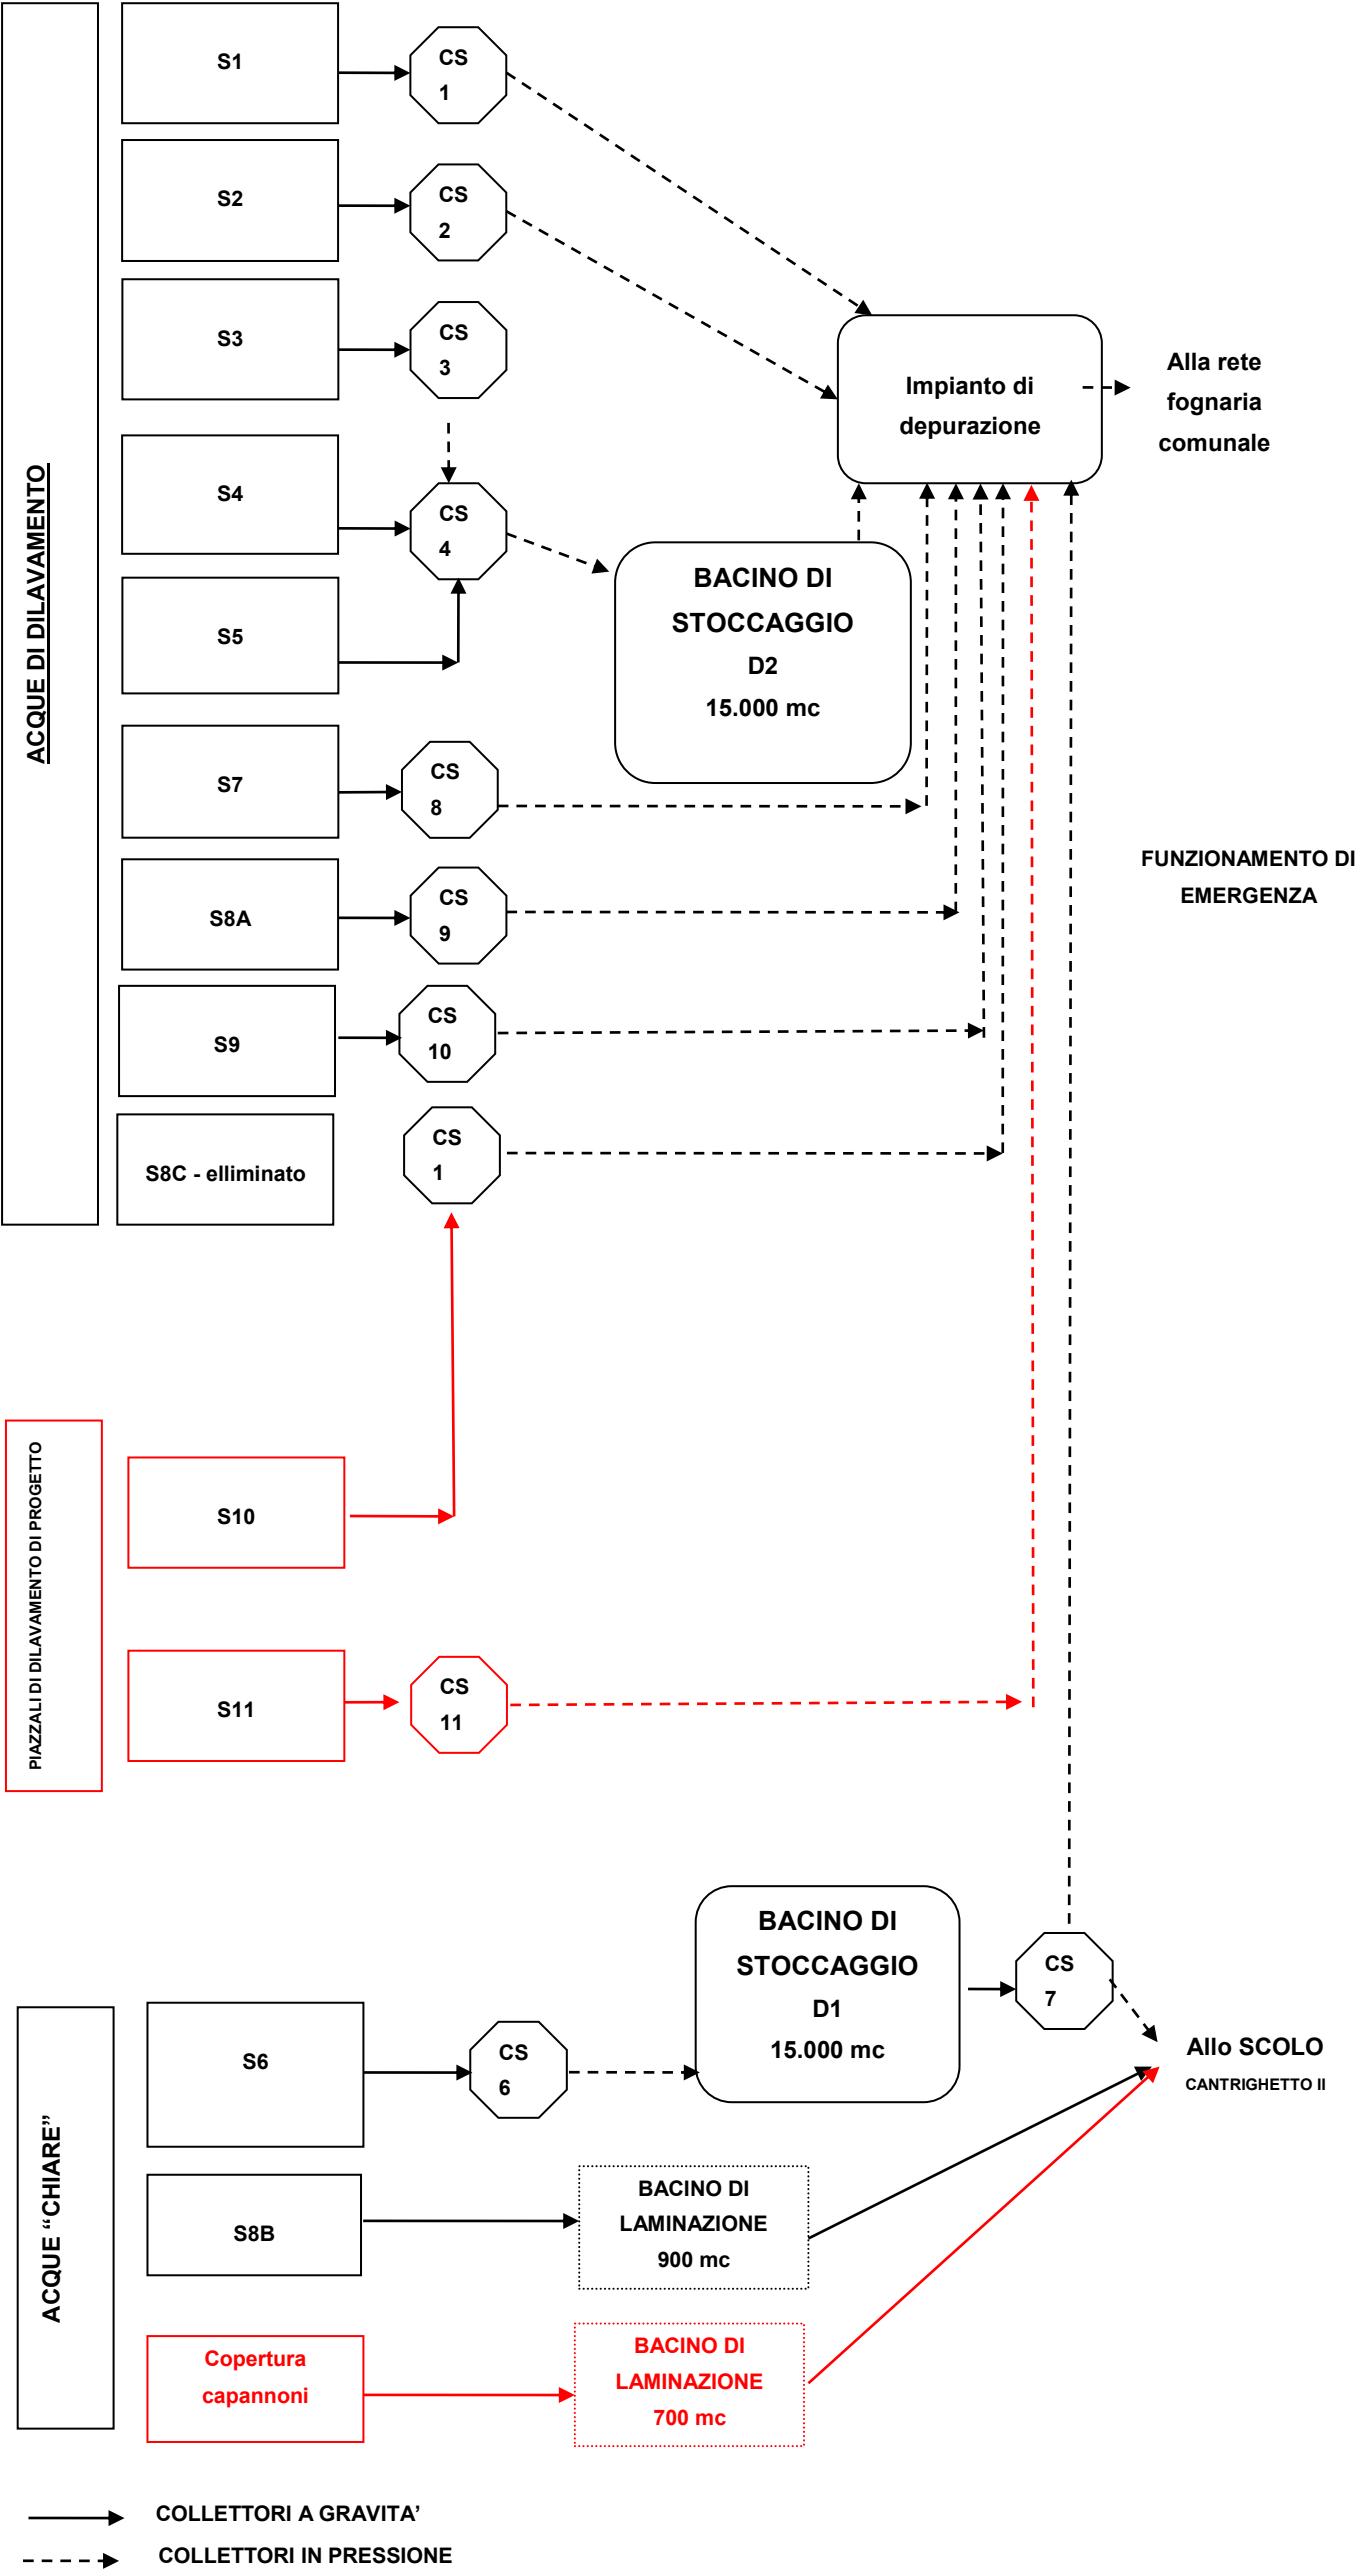 ACQUE DI DILAVAMENTO
S1
CS
1
S2
CS
2
S3
CS
3
Impianto di
depurazione
Alla rete
fognaria
comunale
S4
CS
4
S5
BACINO DI
STOCCAGGIO
D2
15.000 mc
S7
CS
8
FUNZIONAMENTO DI
EMERGENZA
S8A
CS
9
S9
CS
10
S8C - elliminato
CS
1
PIAZZALI DI DILAVAMENTO DI PROGETTO
S10
S11
CS
11
BACINO DI
STOCCAGGIO
D1
15.000 mc
CS
7
ACQUE “CHIARE”
S6
CS
6
Allo SCOLO
CANTRIGHETTO II
S8B
BACINO DI
LAMINAZIONE
900 mc
Copertura
capannoni
BACINO DI
LAMINAZIONE
700 mc
COLLETTORI A GRAVITA’
COLLETTORI IN PRESSIONE